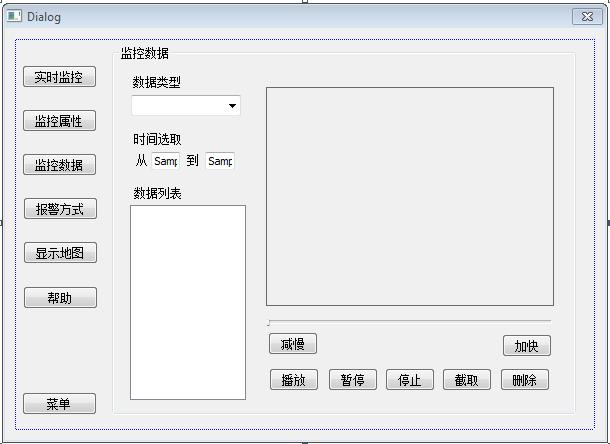 Dialog
实时监控
监控属性
监控数据
报警方式
显示地图
帮助
菜单
监控数据
数据类型
时间选取
从 Samp 到 Samp
数据列表
减慢 加快
播放 暂停 停止 截取 删除